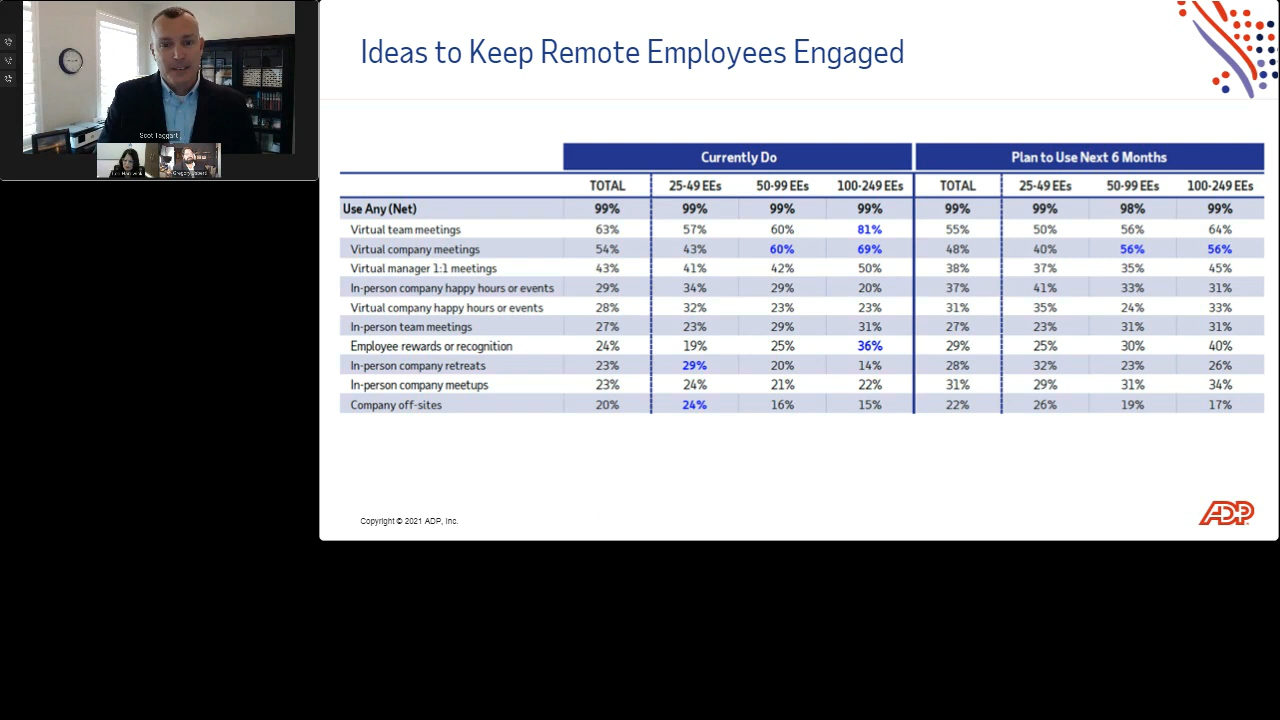 Scot Taggart
Ideas to Keep Remote Employees Engaged
Currently Do Plan to Use Next 6 Months
TOTAL 25-49 EEs 50-99 EEs 100-249 EEs TOTAL 25-49 EEs 50-99 EEs 100-249 EEs
Use Any (Net) 99% 99% 99% 99% 99% 99% 98% 99%
Virtual team meetings 63% 57% 60% 81% 55% 50% 56% 64%
Virtual company meetings 54% 43% 60% 69% 48% 40% 56% 56%
Virtual manager 1:1 meetings 43% 41% 42% 50% 38% 37% 35% 45%
In-person company happy hours or events 29% 34% 29% 20% 37% 41% 33% 31%
Virtual company happy hours or events 28% 32% 23% 23% 31% 35% 24% 33%
In-person team meetings 27% 23% 29% 31% 27% 23% 31% 31%
Employee rewards or recognition 24% 19% 25% 36% 29% 25% 30% 40%
In-person company retreats 23% 29% 20% 14% 28% 32% 23% 26%
In-person company meetups 23% 24% 21% 22% 31% 29% 31% 34%
Company off-sites 20% 24% 16% 15% 22% 26% 19% 17%
Copyright © 2021 ADP, Inc.
ADP